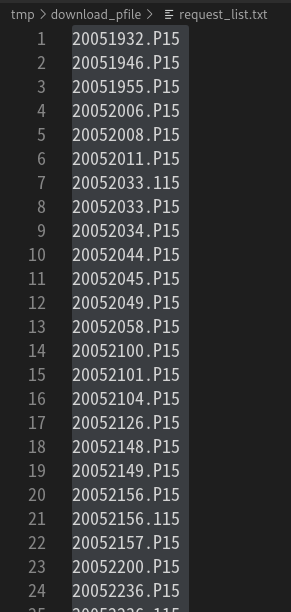 tmp > download_pfile > request_list.txt
1 20051932.P15
2 20051946.P15
3 20051955.P15
4 20052006.P15
5 20052008.P15
6 20052011.P15
7 20052033.115
8 20052033.P15
9 20052034.P15
10 20052044.P15
11 20052045.P15
12 20052049.P15
13 20052058.P15
14 20052100.P15
15 20052101.P15
16 20052104.P15
17 20052126.P15
18 20052148.P15
19 20052149.P15
20 20052156.P15
21 20052156.115
22 20052157.P15
23 20052200.P15
24 20052236.P15
25 20052236.115